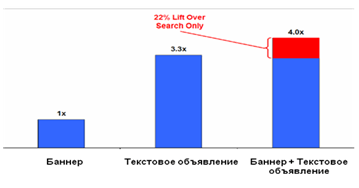 22% Lift Over
Search Only
4.0x
3.3x
1x
Баннер
Текстовое объявление
Баннер + Текстовое
объявление